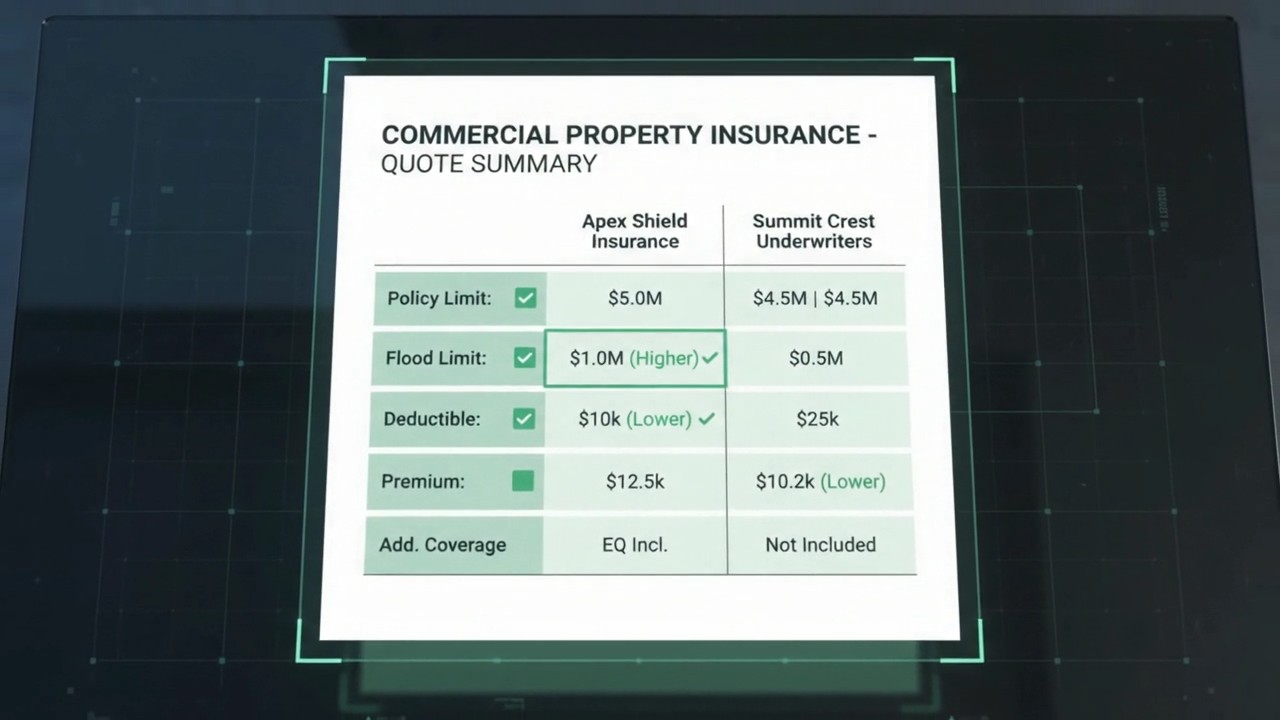 COMMERCIAL PROPERTY INSURANCE -
QUOTE SUMMARY
Apex Shield
Insurance
Summit Crest
Underwriters
Policy Limit: $5.0M $4.5M | $4.5M
Flood Limit: $1.0M (Higher) $0.5M
Deductible: $10k (Lower) $25k
Premium: $12.5k $10.2k (Lower)
Add. Coverage EQ Incl. Not Included